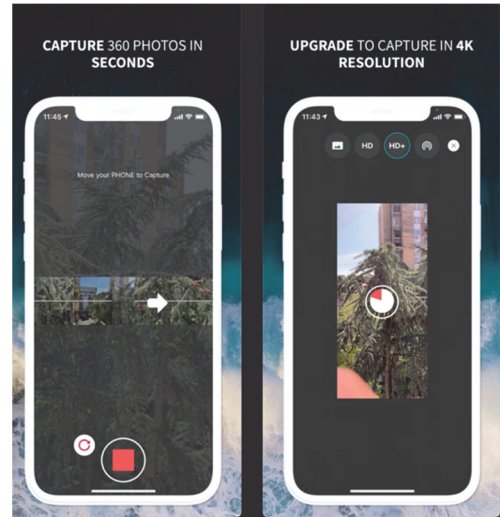 CAPTURE 360 PHOTOS IN
SECONDS
11:45
Move your PHONE to Capture
UPGRADE TO CAPTURE IN 4K
RESOLUTION
11:43
HD
HD+